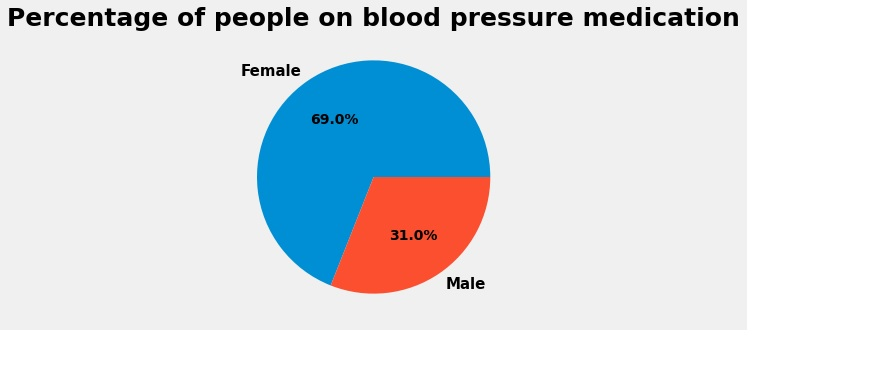 Percentage of people on blood pressure medication
Female
69.0%
31.0%
Male